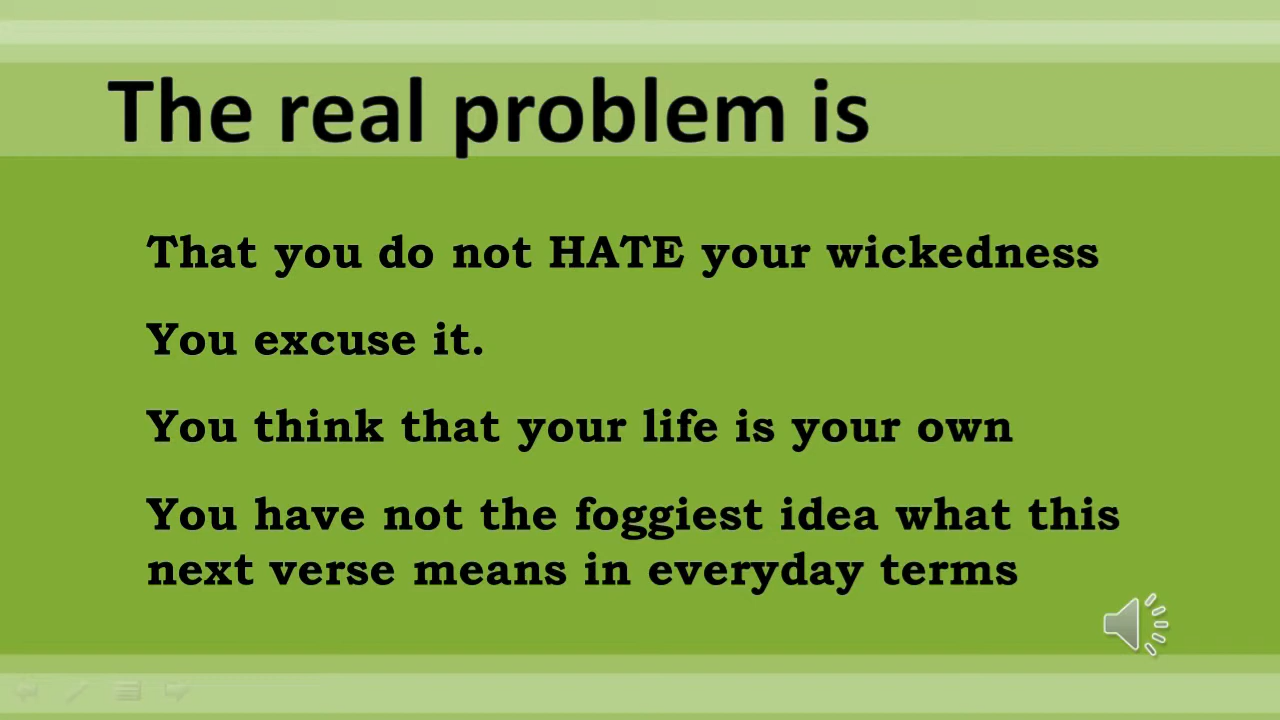 The real problem is
That you do not HATE your wickedness
You excuse it.
You think that your life is your own
You have not the foggiest idea what this
next verse means in everyday terms